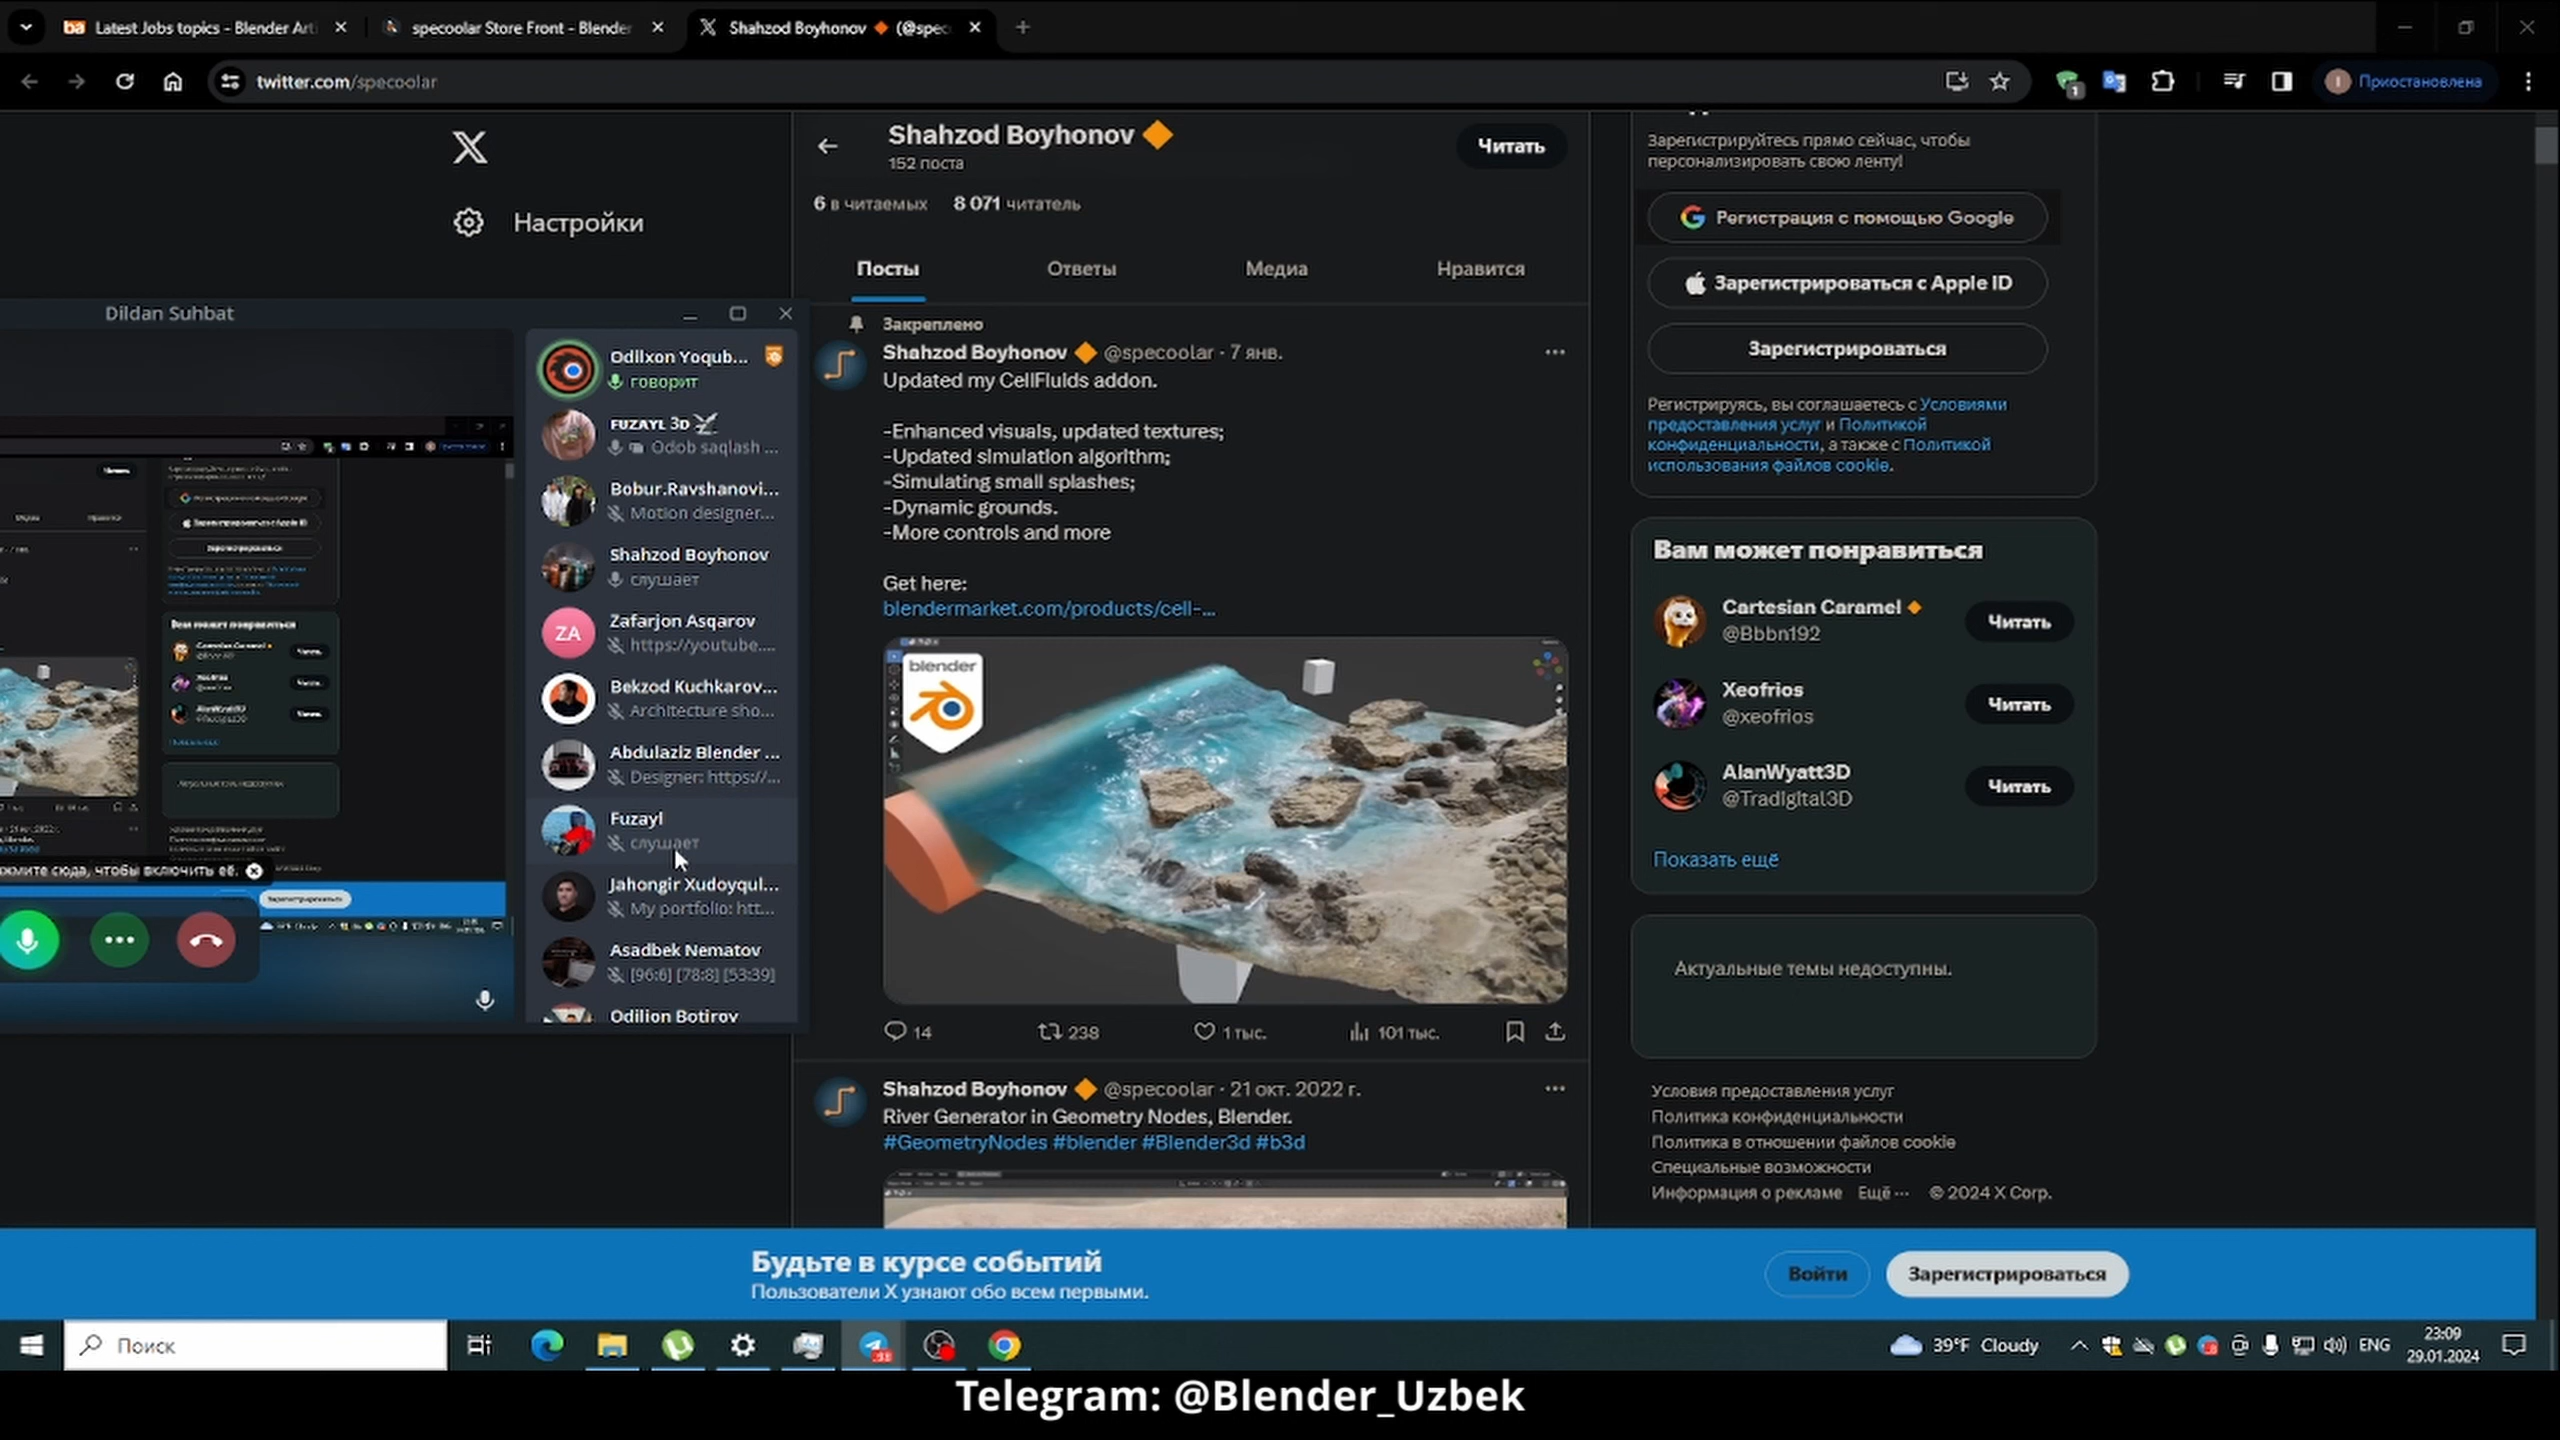 Latest Jobs topics - Blender Art
specoolar Store Front - Blender
Shahzod Boyhonov 🔶 (@spec
twitter.com/specoolar
Приостановлена
Настройки
Shahzod Boyhonov 🔶
152 поста
Читать
6 в читаемых 8 071 читатель
Посты Ответы Медиа Нравится
Закреплено
Shahzod Boyhonov 🔶 @specoolar · 7 янв.
Updated my CellFluids addon.
-Enhanced visuals, updated textures;
-Updated simulation algorithm;
-Simulating small splashes;
-Dynamic grounds.
-More controls and more
Get here:
blendermarket.com/products/cell-...
blender
14 238 1 тыс. 101 тыс.
Shahzod Boyhonov 🔶 @specoolar · 21 окт. 2022 г.
River Generator in Geometry Nodes, Blender.
#GeometryNodes #blender #Blender3d #b3d
Dildan Suhbat
Odilxon Yoqub...
говорит
FUZAYL 3D
Odob saqlash ...
Bobur.Ravshanovi...
Motion designer...
Shahzod Boyhonov
слушает
ZA
Zafarjon Asqarov
https://youtube....
Bekzod Kuchkarov...
Architecture sho...
Abdulaziz Blender ...
Designer: https://...
Fuzayl
слушает
Jahongir Xudoyqul...
My portfolio: htt...
Asadbek Nematov
[96:6] [78:8] [53:39]
Odilion Botirov
жмите сюда, чтобы включить её.
Зарегистрируйтесь прямо сейчас, чтобы
персонализировать свою ленту!
Регистрация с помощью Google
Зарегистрироваться с Apple ID
Зарегистрироваться
Регистрируясь, вы соглашаетесь с Условиями
предоставления услуг и Политикой
конфиденциальности, а также с Политикой
использования файлов cookie.
Вам может понравиться
Cartesian Caramel 🔸
@Bbbn192
Читать
Xeofrios
@xeofrios
Читать
AlanWyatt3D
@Tradigital3D
Читать
Показать ещё
Актуальные темы недоступны.
Условия предоставления услуг
Политика конфиденциальности
Политика в отношении файлов cookie
Специальные возможности
Информация о рекламе Ещё ··· © 2024 X Corp.
Будьте в курсе событий
Пользователи X узнают обо всем первыми.
Войти
Зарегистрироваться
Поиск
39°F Cloudy
ENG
23:09
29.01.2024
Telegram: @Blender_Uzbek